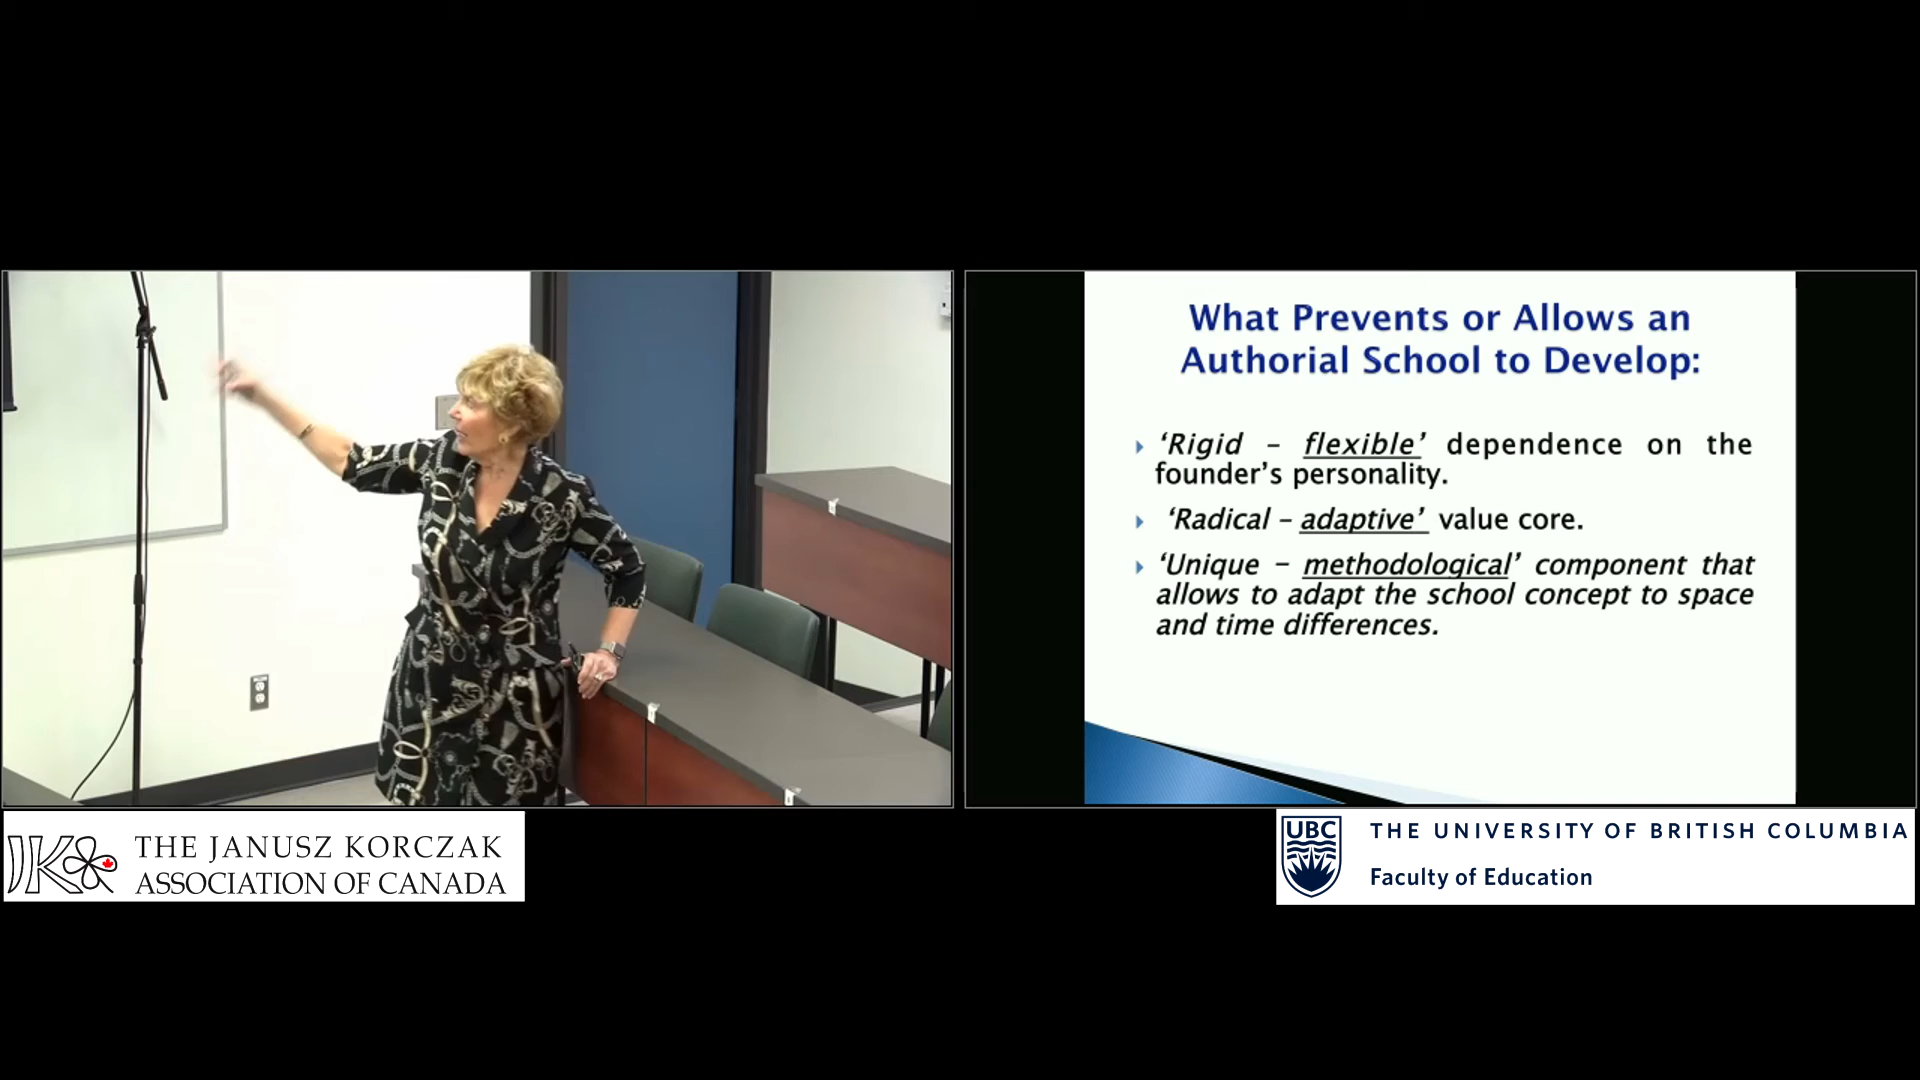 What Prevents or Allows an
Authorial School to Develop:
‘Rigid – flexible’ dependence on the
founder’s personality.
‘Radical – adaptive’ value core.
‘Unique – methodological’ component that
allows to adapt the school concept to space
and time differences.
JK
THE JANUSZ KORCZAK
ASSOCIATION OF CANADA
UBC
THE UNIVERSITY OF BRITISH COLUMBIA
Faculty of Education